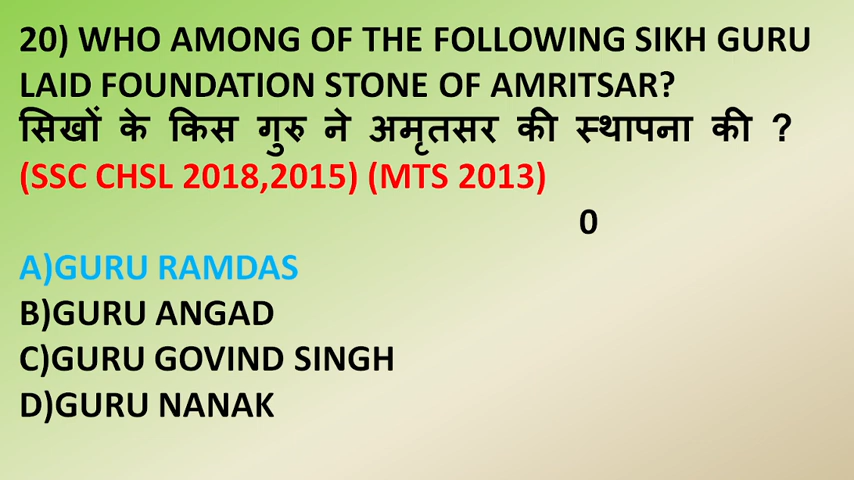 20) WHO AMONG OF THE FOLLOWING SIKH GURU
LAID FOUNDATION STONE OF AMRITSAR?
सिखों के किस गुरु ने अमृतसर की स्थापना की ?
(SSC CHSL 2018,2015) (MTS 2013)
0
A)GURU RAMDAS
B)GURU ANGAD
C)GURU GOVIND SINGH
D)GURU NANAK